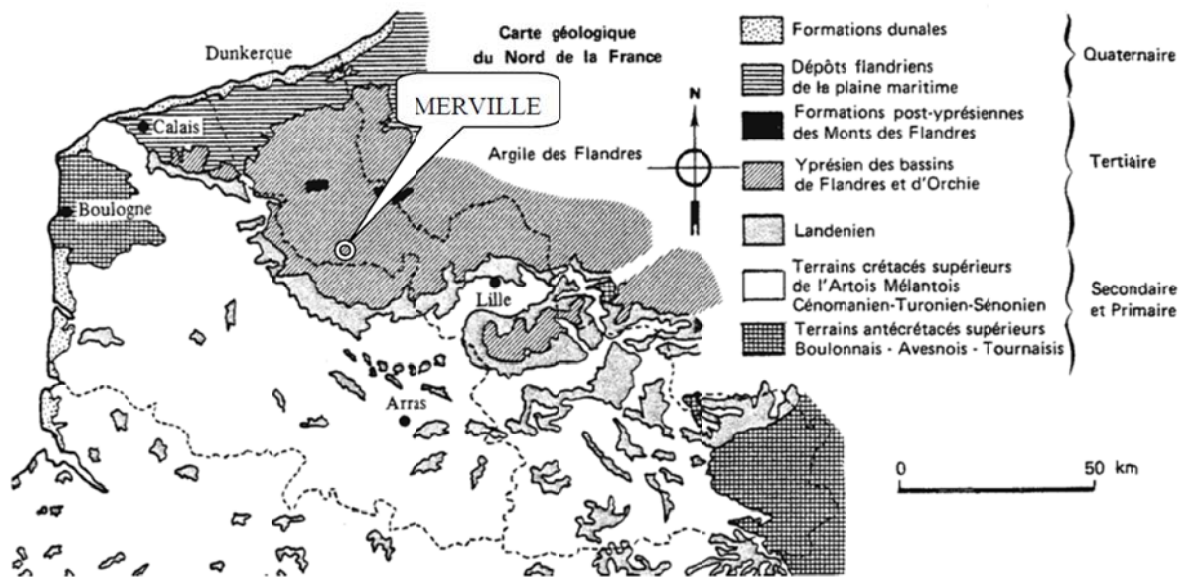 Carte géologique
du Nord de la France
Dunkerque
MERVILLE
Calais
Argile des Flandres
Boulogne
Lille
Arras
N
Formations dunales
Dépôts flandriens
de la plaine maritime
Quaternaire
Formations post-yprésiennes
des Monts des Flandres
Yprésien des bassins
de Flandres et d'Orchie
Landenien
Tertiaire
Terrains crétacés supérieurs
de l'Artois Mélantois
Cénomanien-Turonien-Sénonien
Terrains antécrétacés supérieurs
Boulonnais - Avesnois - Tournaisis
Secondaire
et Primaire
0 50 km